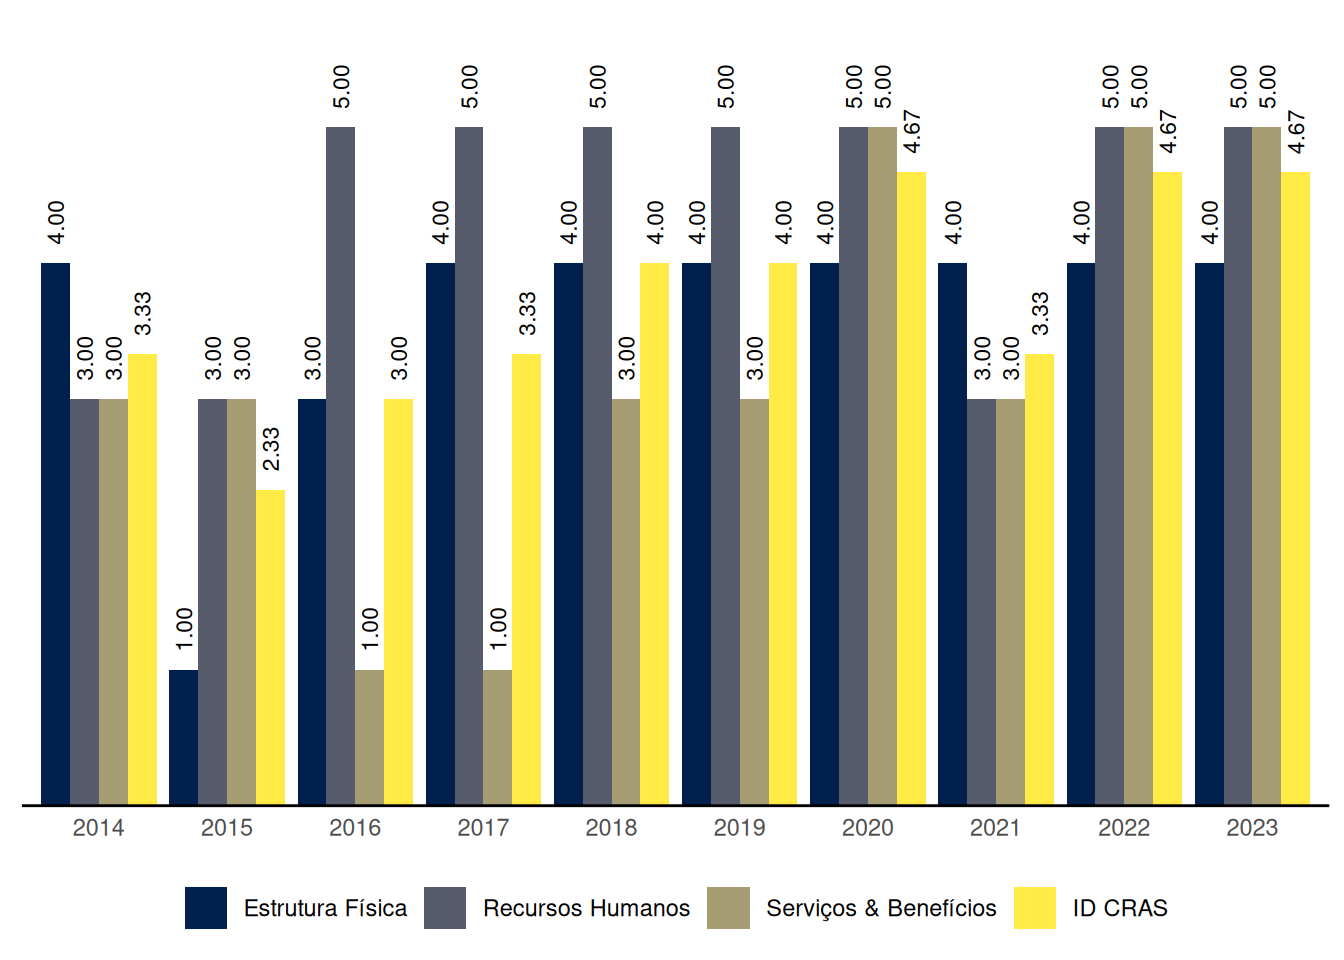 5.00 5.00 5.00 5.00 5.00 5.00 5.00 5.00 5.00 5.00
4.67 4.67 4.67
4.00 4.00 4.00 4.00 4.00 4.00 4.00 4.00 4.00 4.00
3.33 3.33 3.33
3.00 3.00 3.00 3.00 3.00 3.00 3.00 3.00 3.00 3.00
2.33
1.00 1.00 1.00
2014 2015 2016 2017 2018 2019 2020 2021 2022 2023
Estrutura Física Recursos Humanos Serviços & Benefícios ID CRAS